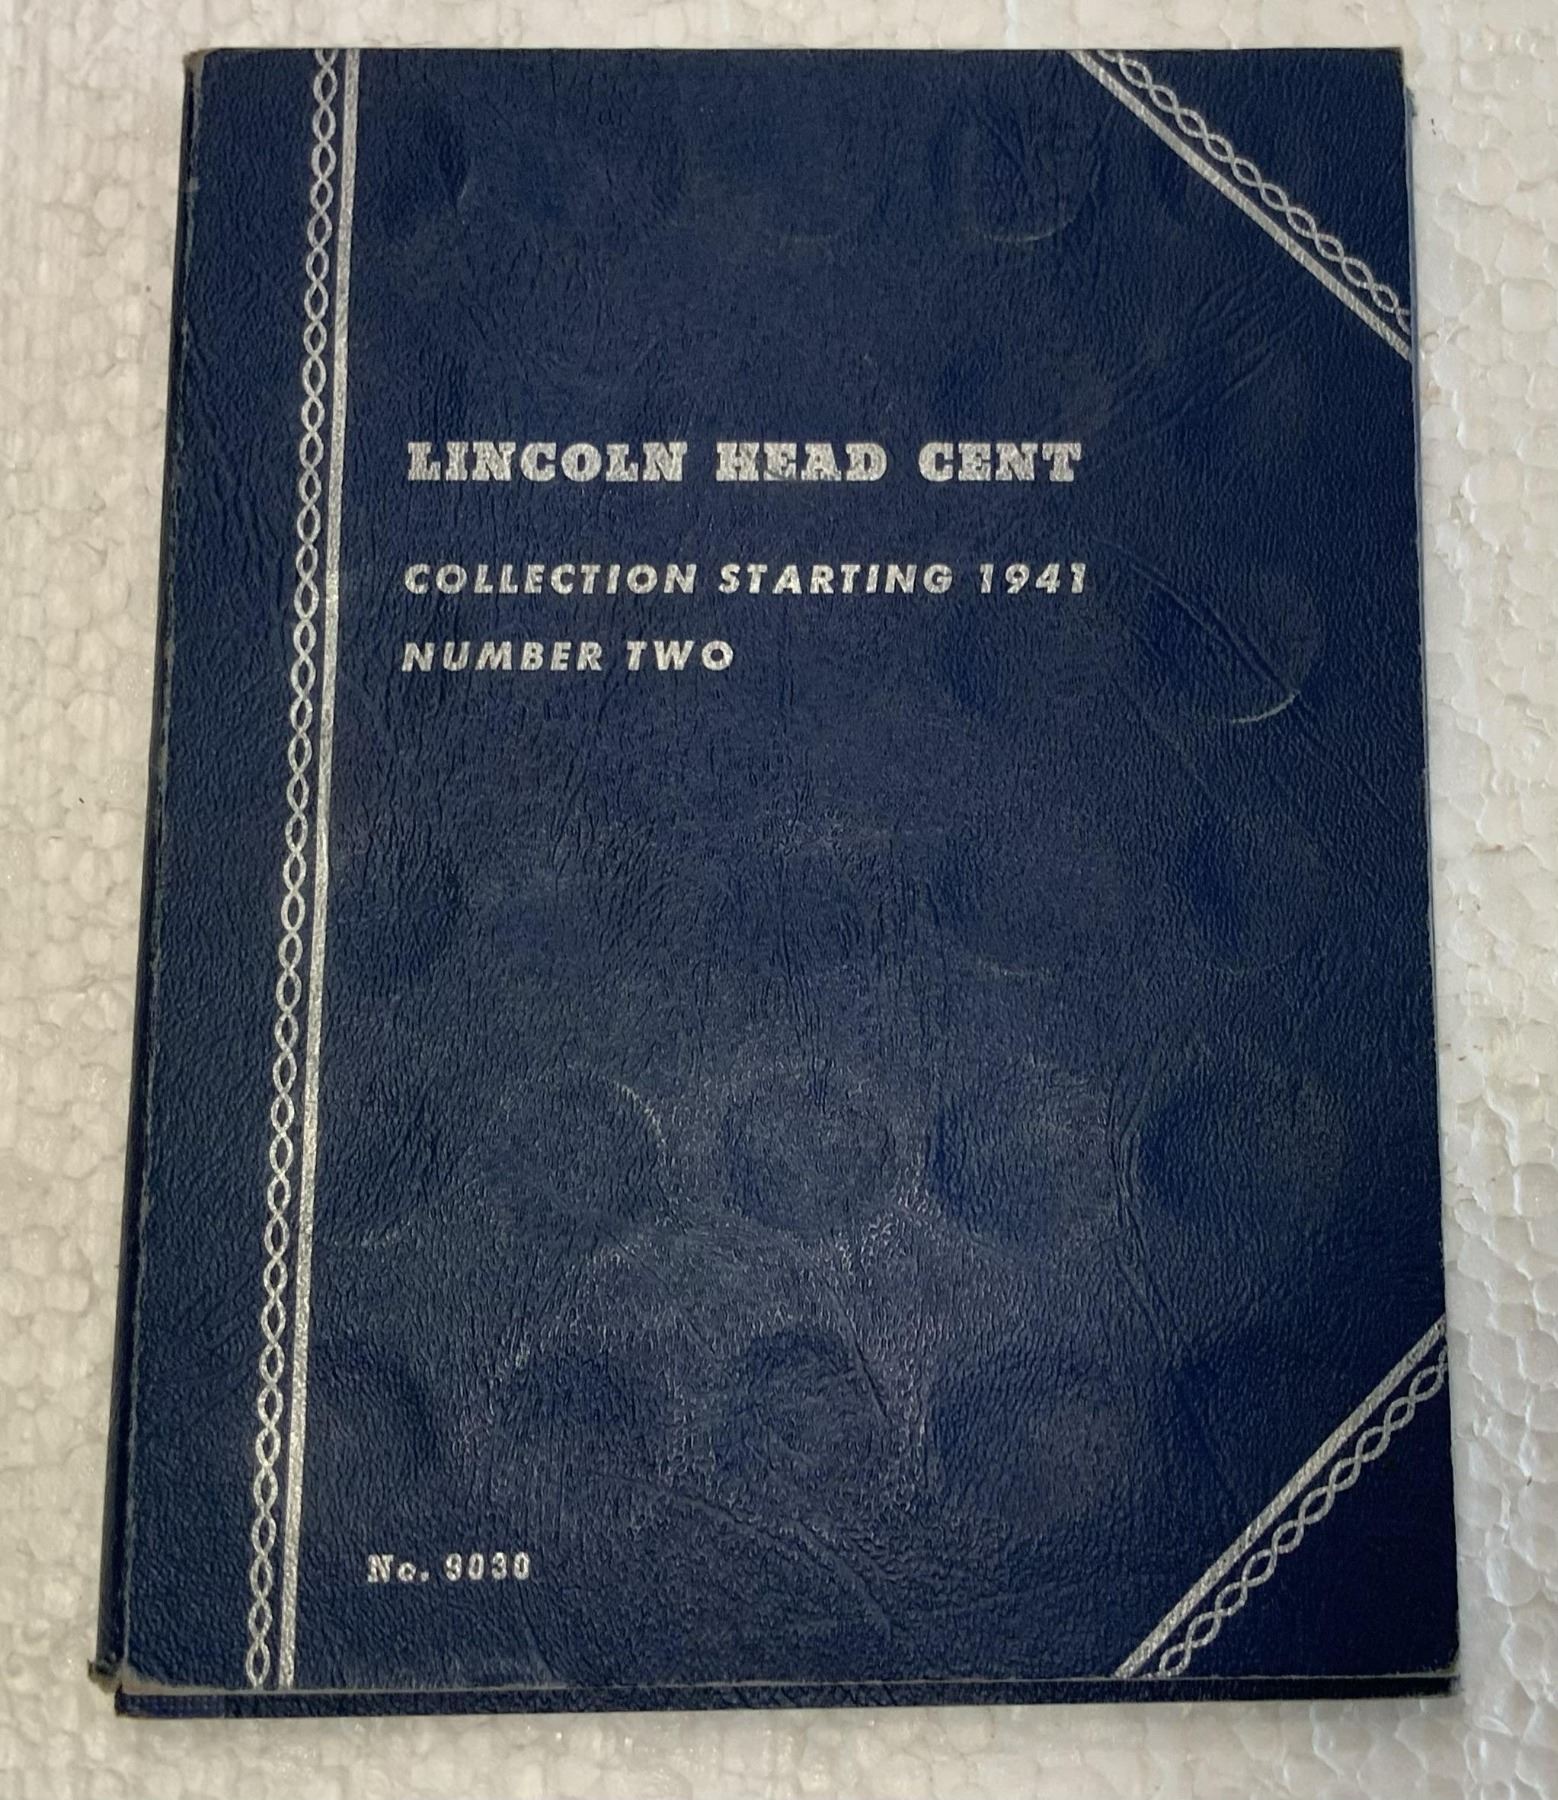 LINCOLN HEAD CENT
COLLECTION STARTING 1941
NUMBER TWO
No. 9030